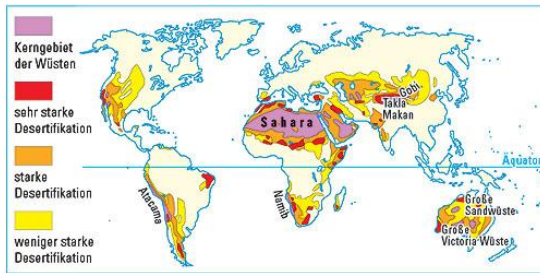 Kerngebiet
der Wüsten
sehr starke
Desertifikation
starke
Desertifikation
weniger starke
Desertifikation
Sahara
Gobi
Takla
Makan
Äquator
Atacama
Namib
Große
Sandwüste
Große
Victoria Wüste